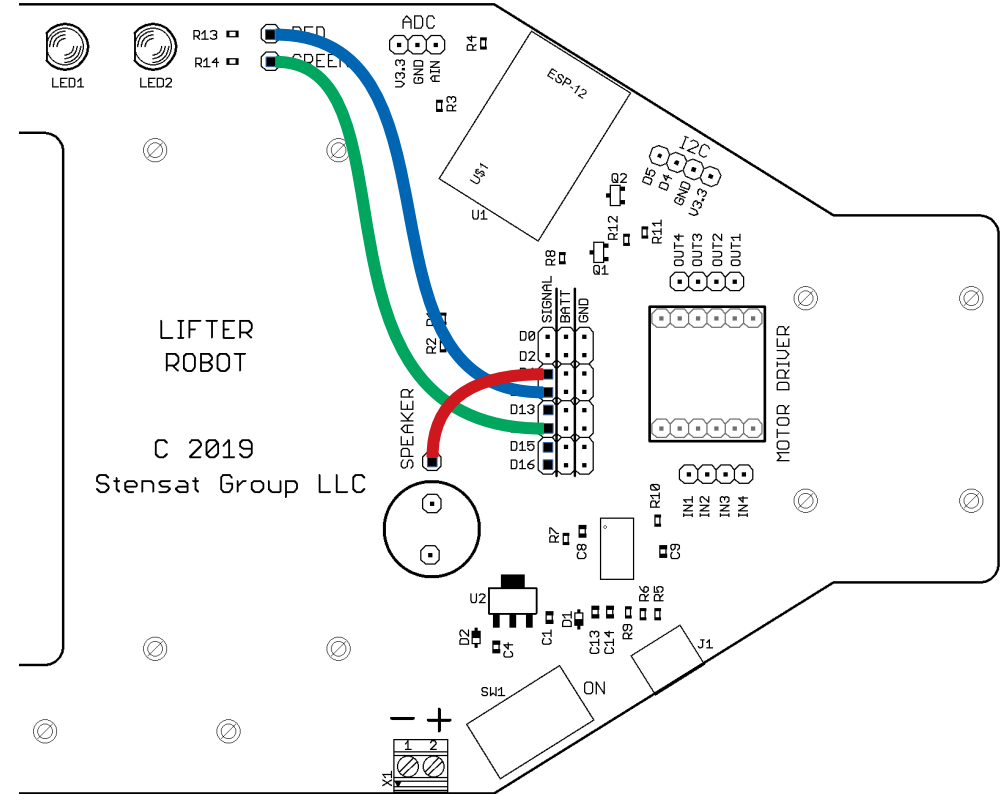 ADC
R13
RED
R4
R14
GREEN
V3.3
GND
AIN
LED1
LED2
ESP-12
R3
I2C
D5
D4
GND
V3.3
U$1
U1
Q2
R12
R11
OUT4
OUT3
OUT2
OUT1
R8
Q1
SIGNAL
BATT
GND
LIFTER
ROBOT
R2
D0
D2
D13
D15
D16
MOTOR DRIVER
SPEAKER
C 2019
Stensat Group LLC
IN1
IN2
IN3
IN4
R10
R7
C8
C9
U2
D2
C4
C1
D1
C13
C14
R9
R6
R5
J1
SW1
ON
− +
1 2
X1